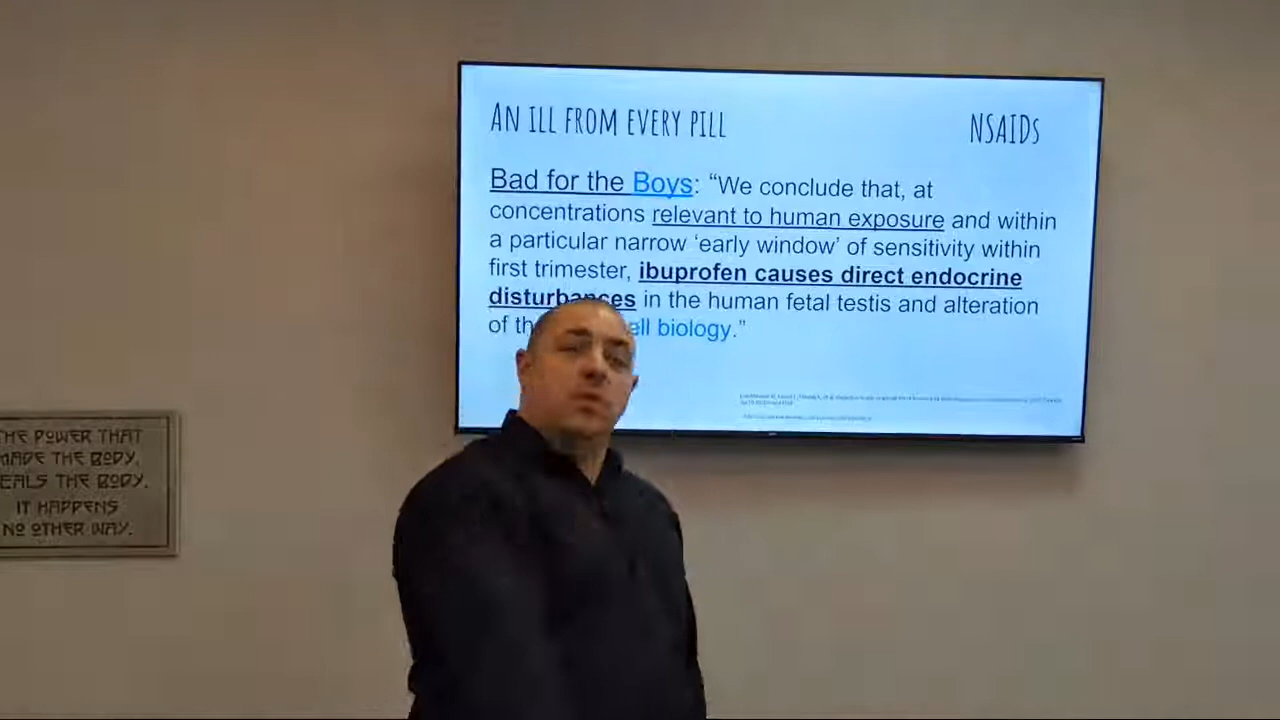 AN ILL FROM EVERY PILL
NSAIDs
Bad for the Boys: “We conclude that, at
concentrations relevant to human exposure and within
a particular narrow ‘early window’ of sensitivity within
first trimester, ibuprofen causes direct endocrine
disturbances in the human fetal testis and alteration
of th ell biology.”
HE POWER THAT
MADE THE BODY,
EALS THE BODY.
IT HAPPENS
NO OTHER WAY.